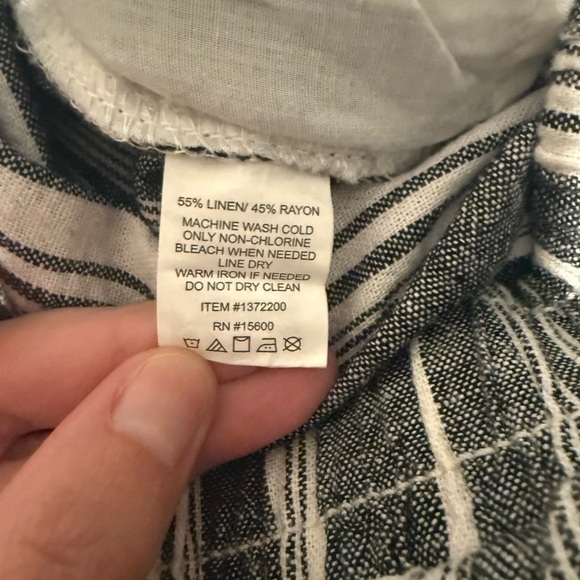 55% LINEN/ 45% RAYON
MACHINE WASH COLD
ONLY NON-CHLORINE
BLEACH WHEN NEEDED
LINE DRY
WARM IRON IF NEEDED
DO NOT DRY CLEAN
ITEM #1372200
RN #15600